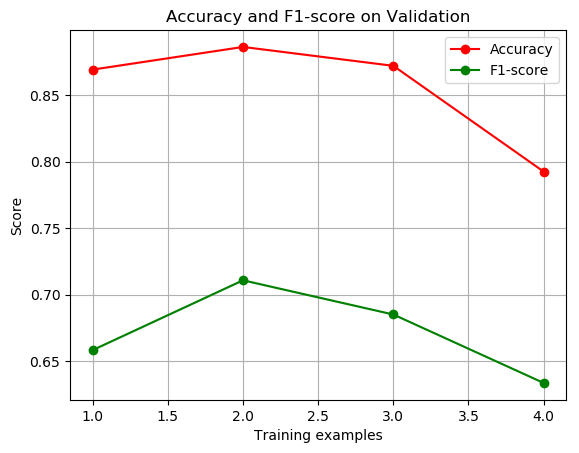 Accuracy and F1-score on Validation
Accuracy
F1-score
0.85
0.80
0.75
0.70
0.65
Score
1.0 1.5 2.0 2.5 3.0 3.5 4.0
Training examples